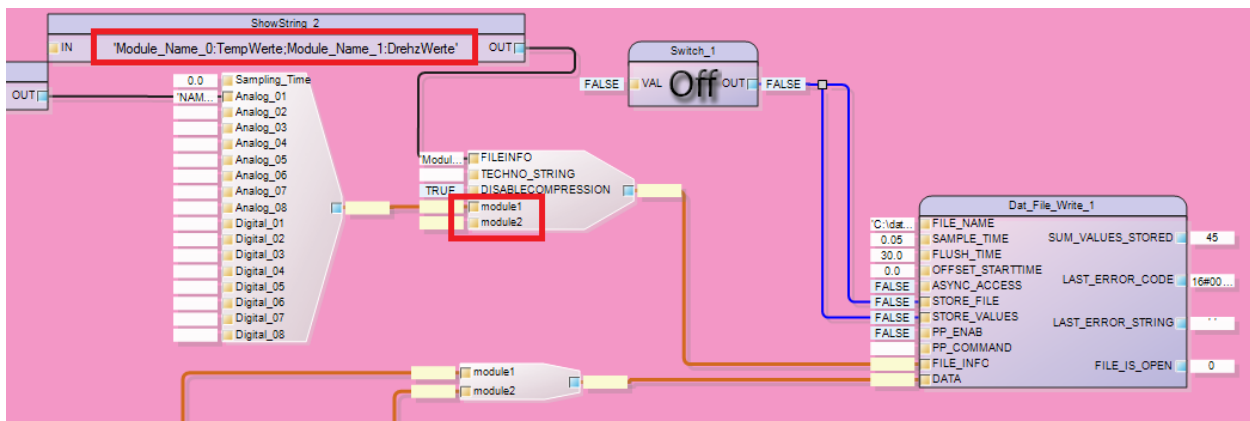 ShowString_2
IN 'Module_Name_0:TempWerte;Module_Name_1:DrehzWerte' OUT
OUT
0.0 Sampling_Time
'NAM... Analog_01
Analog_02
Analog_03
Analog_04
Analog_05
Analog_06
Analog_07
Analog_08
Digital_01
Digital_02
Digital_03
Digital_04
Digital_05
Digital_06
Digital_07
Digital_08
Switch_1
FALSE VAL Off OUT FALSE
'Modul... FILEINFO
TECHNO_STRING
TRUE DISABLECOMPRESSION
module1
module2
Dat_File_Write_1
'C:\dat... FILE_NAME
0.05 SAMPLE_TIME SUM_VALUES_STORED 45
30.0 FLUSH_TIME
0.0 OFFSET_STARTTIME
FALSE ASYNC_ACCESS LAST_ERROR_CODE 16#00...
FALSE STORE_FILE
FALSE STORE_VALUES LAST_ERROR_STRING ' '
FALSE PP_ENAB
PP_COMMAND
FILE_INFO FILE_IS_OPEN 0
DATA
module1
module2